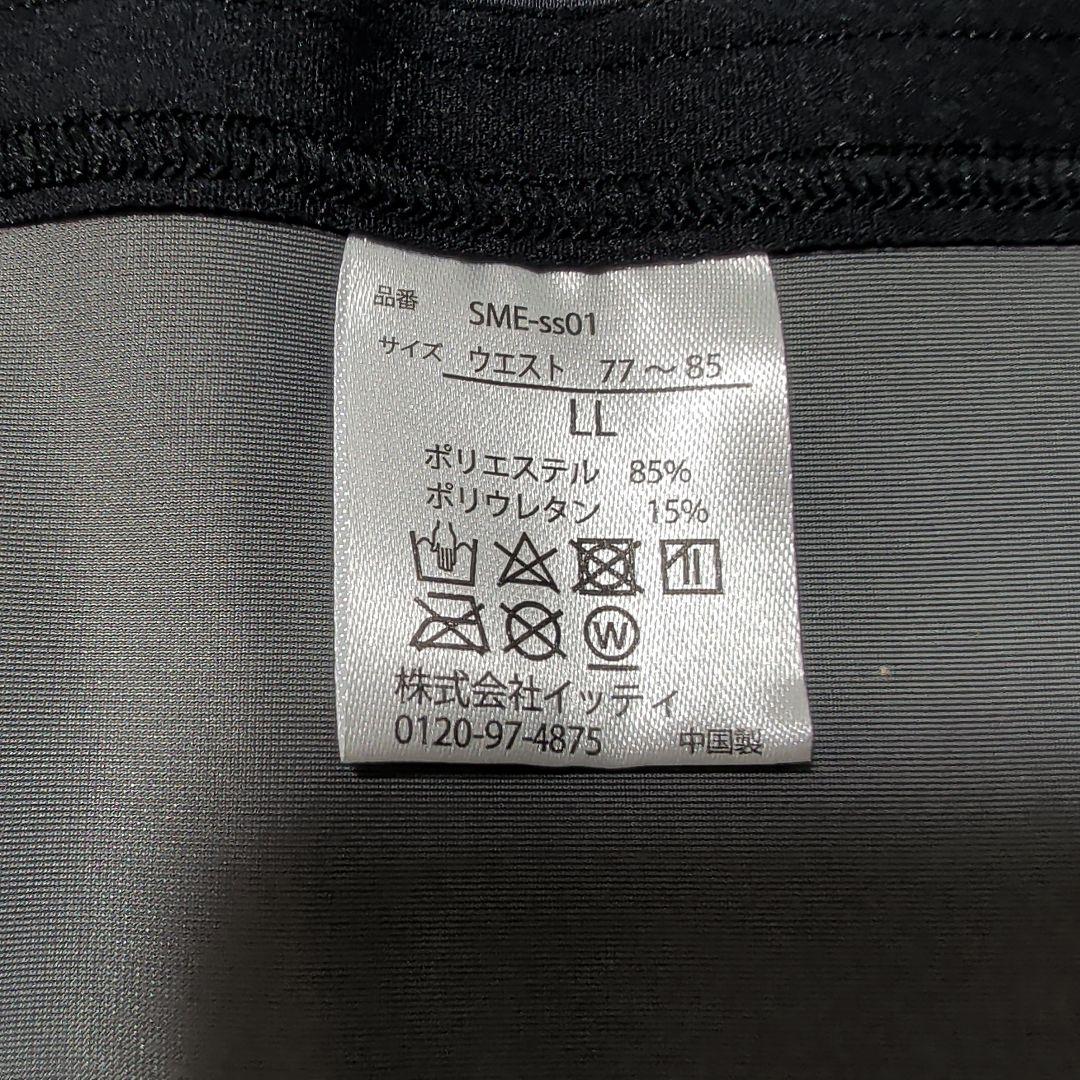 品番 SME-ss01
サイズ ウエスト 77～85
LL
ポリエステル 85%
ポリウレタン 15%
W
株式会社イッティ
0120-97-4875 中国製